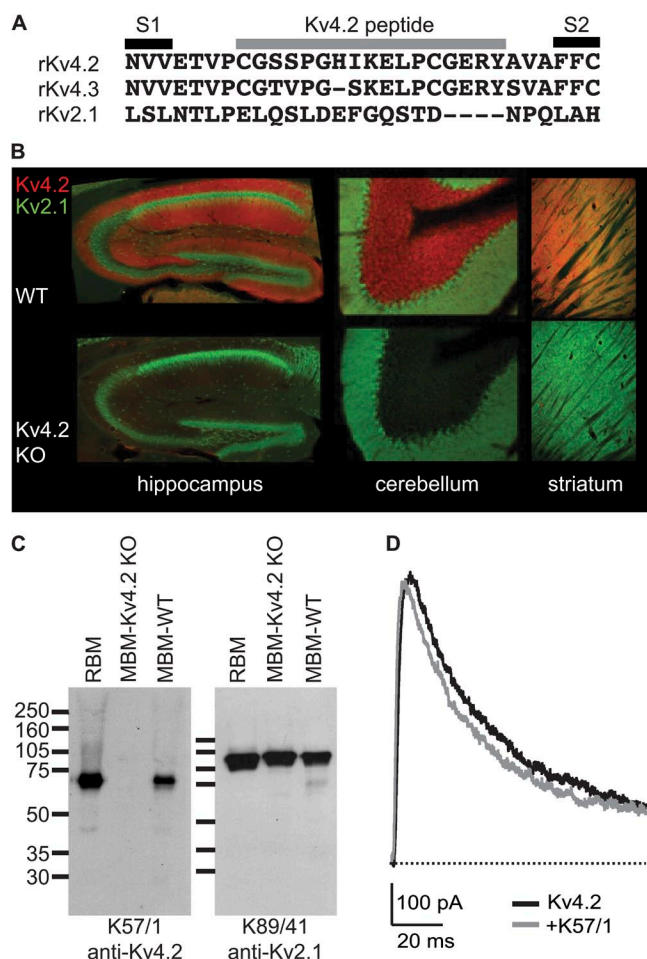 A
S1 Kv4.2 peptide S2
rKv4.2 NVVETVPCGSSPGHIKELPCGERYAVAFFC
rKv4.3 NVVETVPCGTVPG-SKELPCGERYSVAFFC
rKv2.1 LSLNTLPELQSLDEFGQSTD----NPQLAH
B
Kv4.2
Kv2.1
WT
Kv4.2
KO
hippocampus cerebellum striatum
C
RBM
MBM-Kv4.2 KO
MBM-WT
RBM
MBM-Kv4.2 KO
MBM-WT
250
160
105
75
50
35
30
K57/1
anti-Kv4.2
K89/41
anti-Kv2.1
D
100 pA
20 ms
Kv4.2
+K57/1